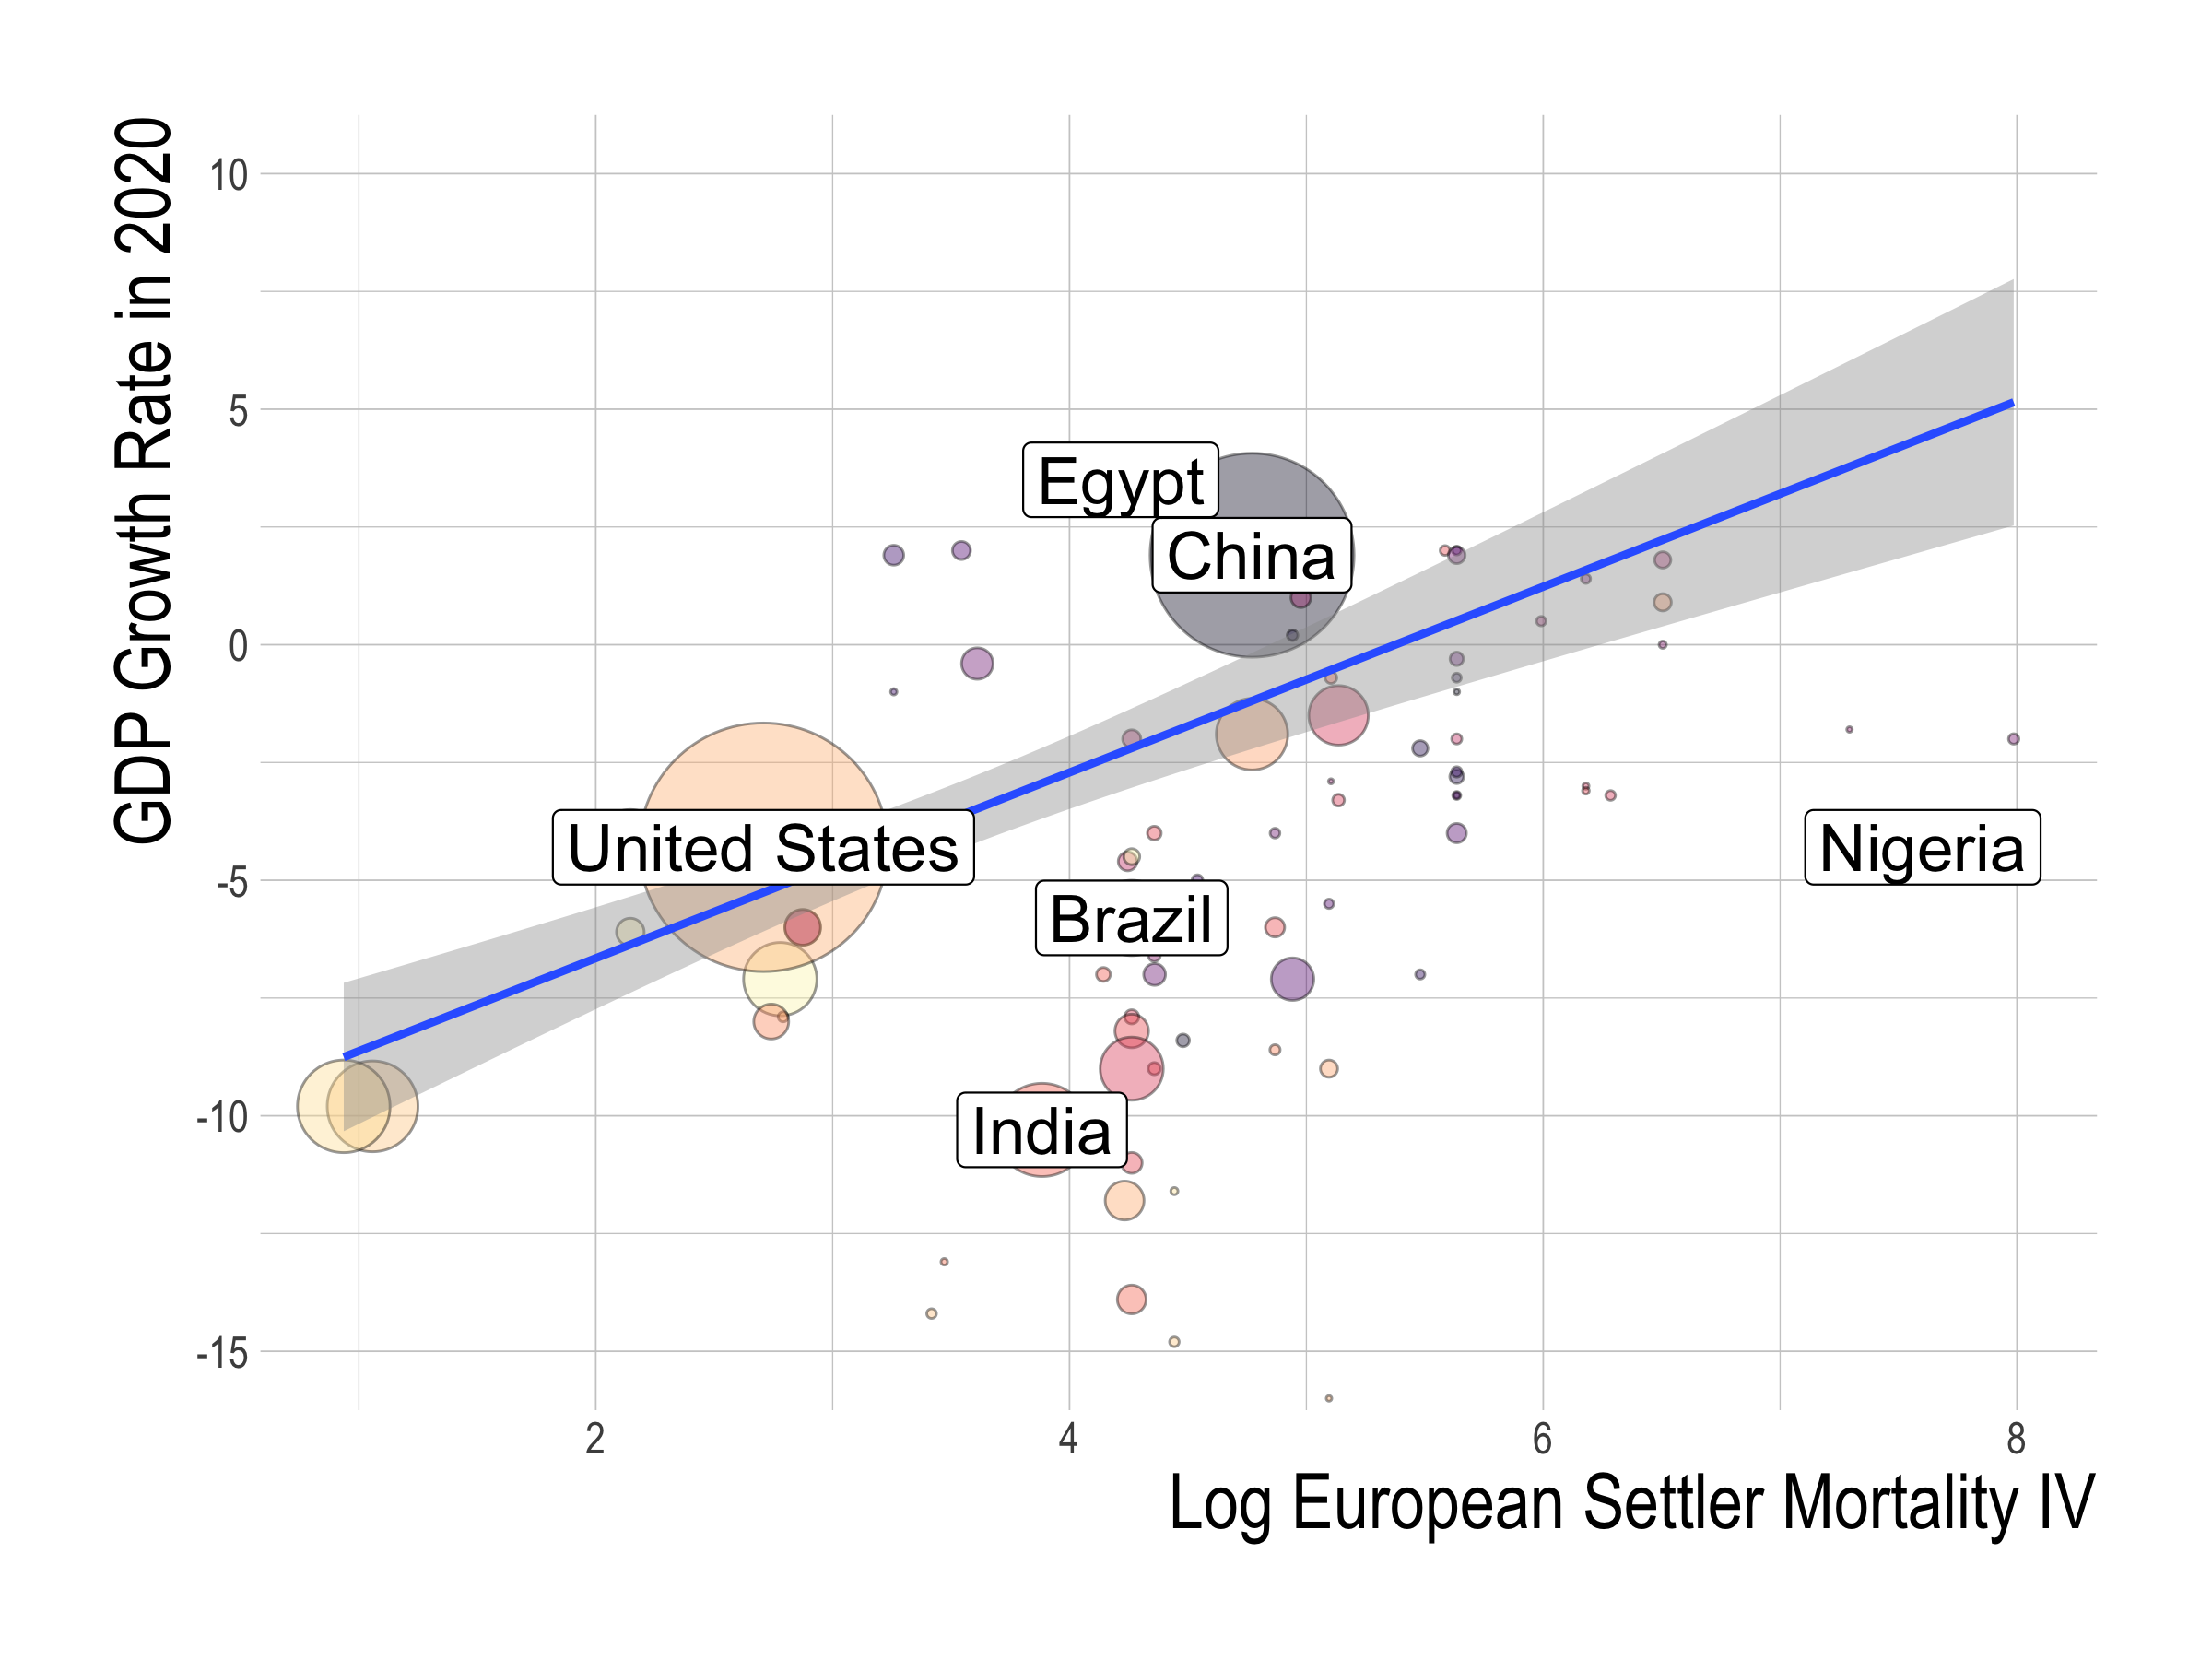 GDP Growth Rate in 2020
10
5
0
-5
-10
-15
Egypt
China
United States
Nigeria
Brazil
India
2
4
6
8
Log European Settler Mortality IV